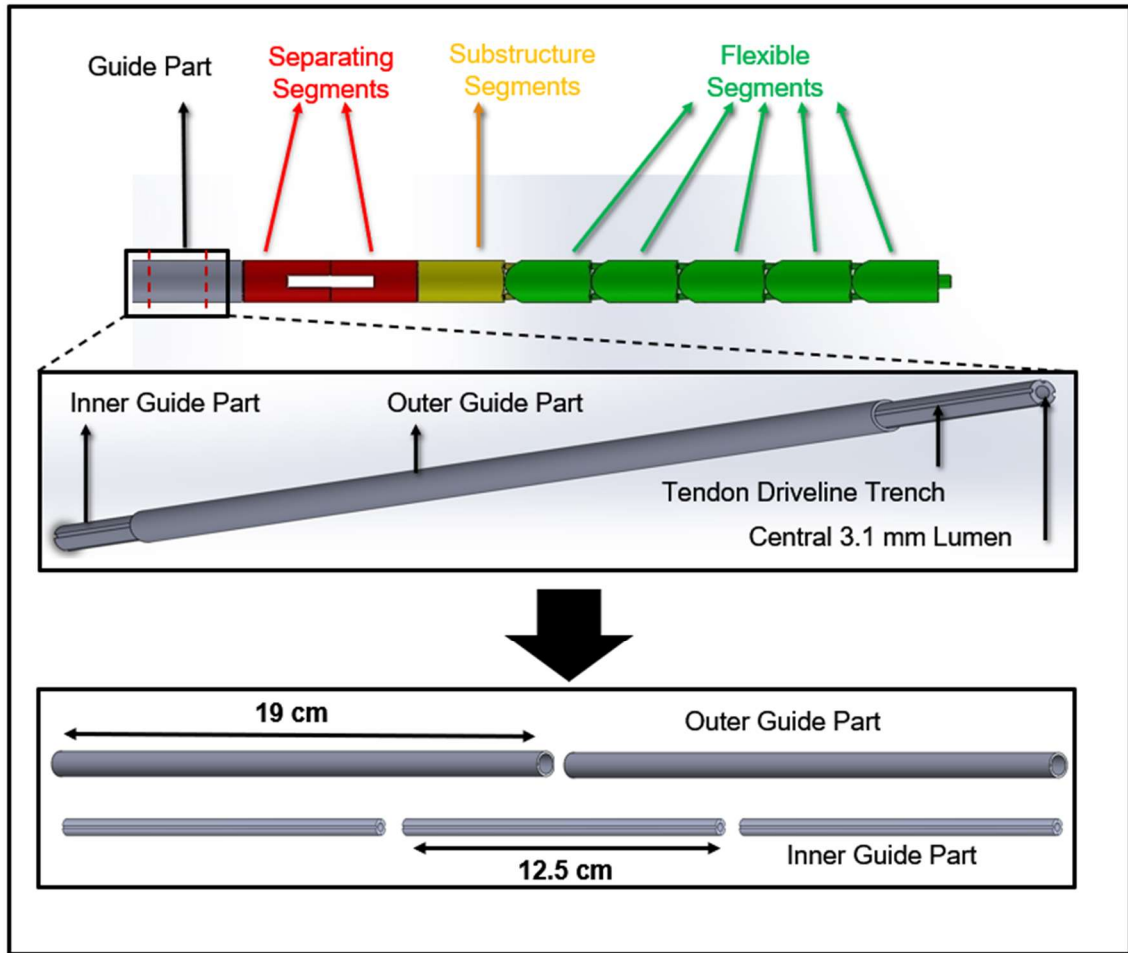 Guide Part
Separating
Segments
Substructure
Segments
Flexible
Segments
Inner Guide Part
Outer Guide Part
Tendon Driveline Trench
Central 3.1 mm Lumen
19 cm
Outer Guide Part
12.5 cm
Inner Guide Part